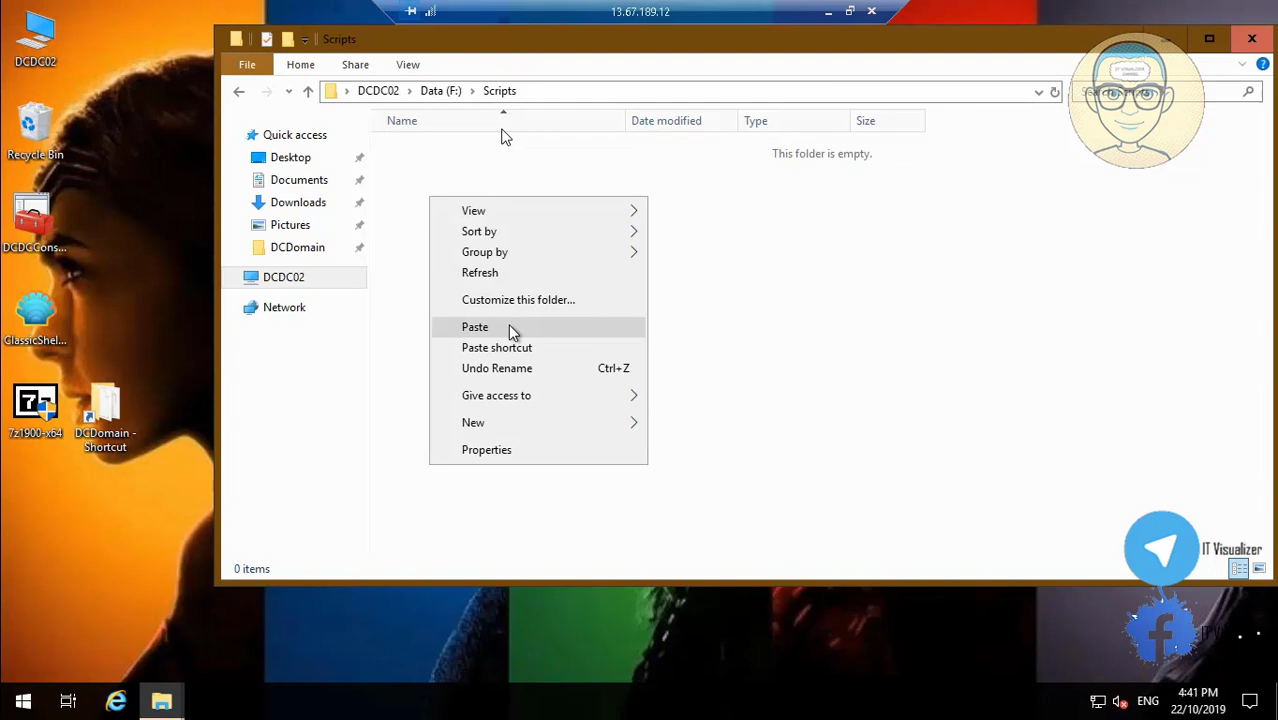 13.67.189.12
DCDC02
Recycle Bin
DCDCCons...
ClassicShel...
7z1900-x64
DCDomain -
Shortcut
Scripts
File
Home
Share
View
DCDC02
Data (F:)
Scripts
Name
Date modified
Type
Size
This folder is empty.
Quick access
Desktop
Documents
Downloads
Pictures
DCDomain
DCDC02
Network
View
Sort by
Group by
Refresh
Customize this folder...
Paste
Paste shortcut
Undo Rename Ctrl+Z
Give access to
New
Properties
0 items
IT Visualizer
ENG
4:41 PM
22/10/2019